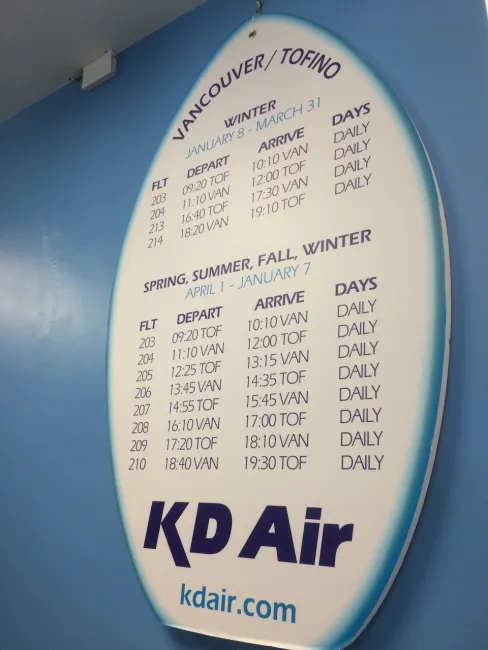 VANCOUVER/ TOFINO
WINTER
JANUARY 8 - MARCH 31
FLT DEPART ARRIVE DAYS
203 09:20 TOF 10:10 VAN DAILY
204 11:10 VAN 12:00 TOF DAILY
213 16:40 TOF 17:30 VAN DAILY
214 18:20 VAN 19:10 TOF DAILY
SPRING, SUMMER, FALL, WINTER
APRIL 1 - JANUARY 7
FLT DEPART ARRIVE DAYS
203 09:20 TOF 10:10 VAN DAILY
204 11:10 VAN 12:00 TOF DAILY
205 12:25 TOF 13:15 VAN DAILY
206 13:45 VAN 14:35 TOF DAILY
207 14:55 TOF 15:45 VAN DAILY
208 16:10 VAN 17:00 TOF DAILY
209 17:20 TOF 18:10 VAN DAILY
210 18:40 VAN 19:30 TOF DAILY
KD Air
kdair.com